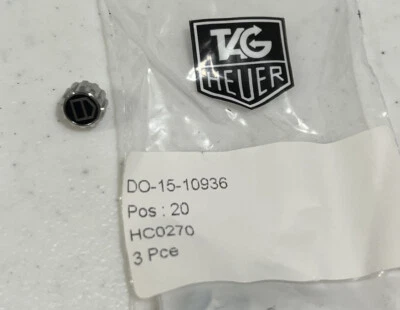 TAG
HEUER
DO-15-10936
Pos : 20
HC0270
3 Pce